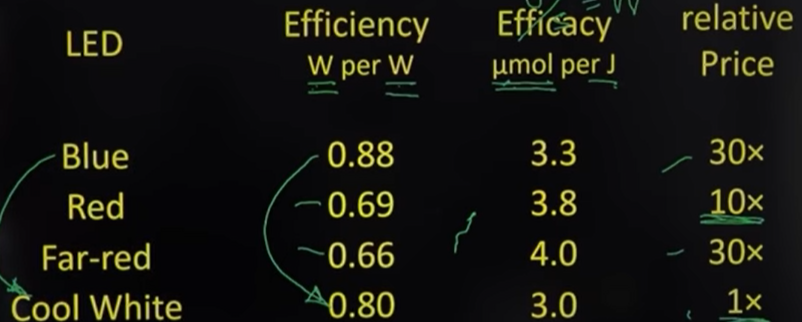 LED Efficiency Efficacy relative
W per W µmol per J Price
Blue 0.88 3.3 30×
Red 0.69 3.8 10×
Far-red 0.66 4.0 30×
Cool White 0.80 3.0 1×